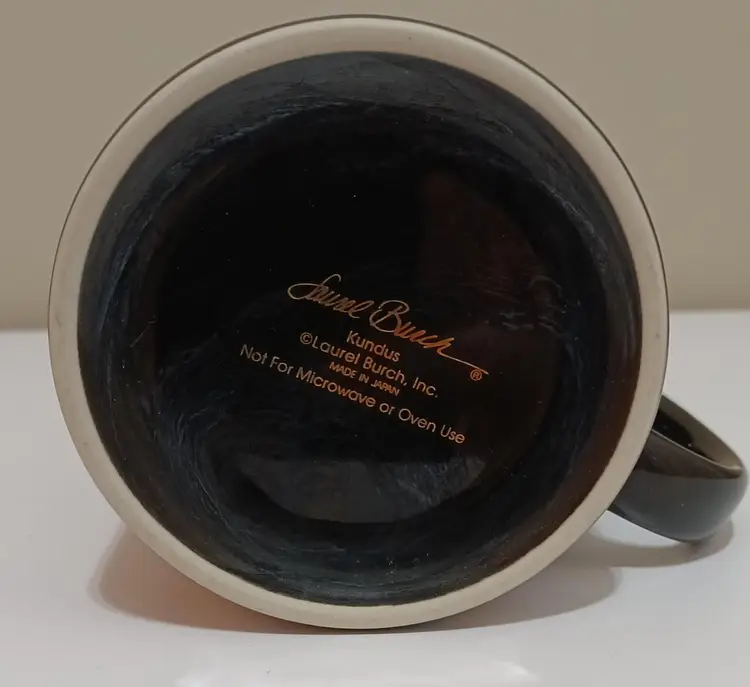 Laurel Burch ®
Kundus
©Laurel Burch, Inc.
MADE IN JAPAN
Not For Microwave or Oven Use